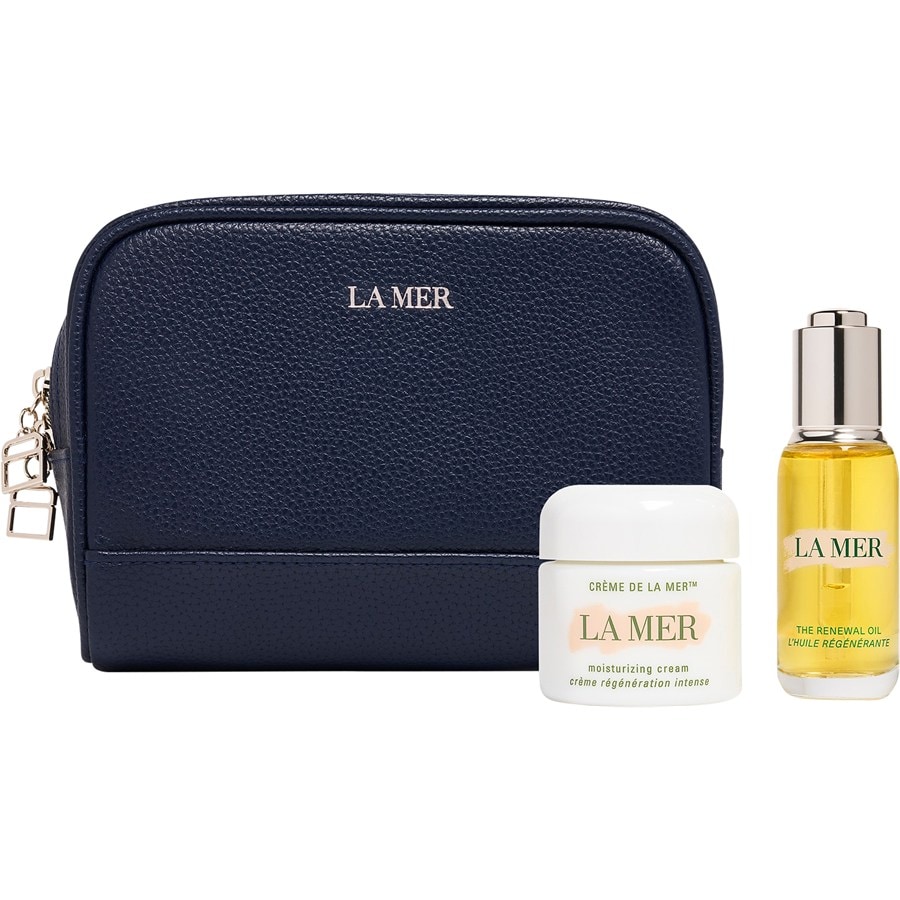 LA MER
CRÈME DE LA MER™
LA MER
moisturizing cream
crème régénération intense
LA MER
THE RENEWAL OIL
L'HUILE RÉGÉNÉRANTE